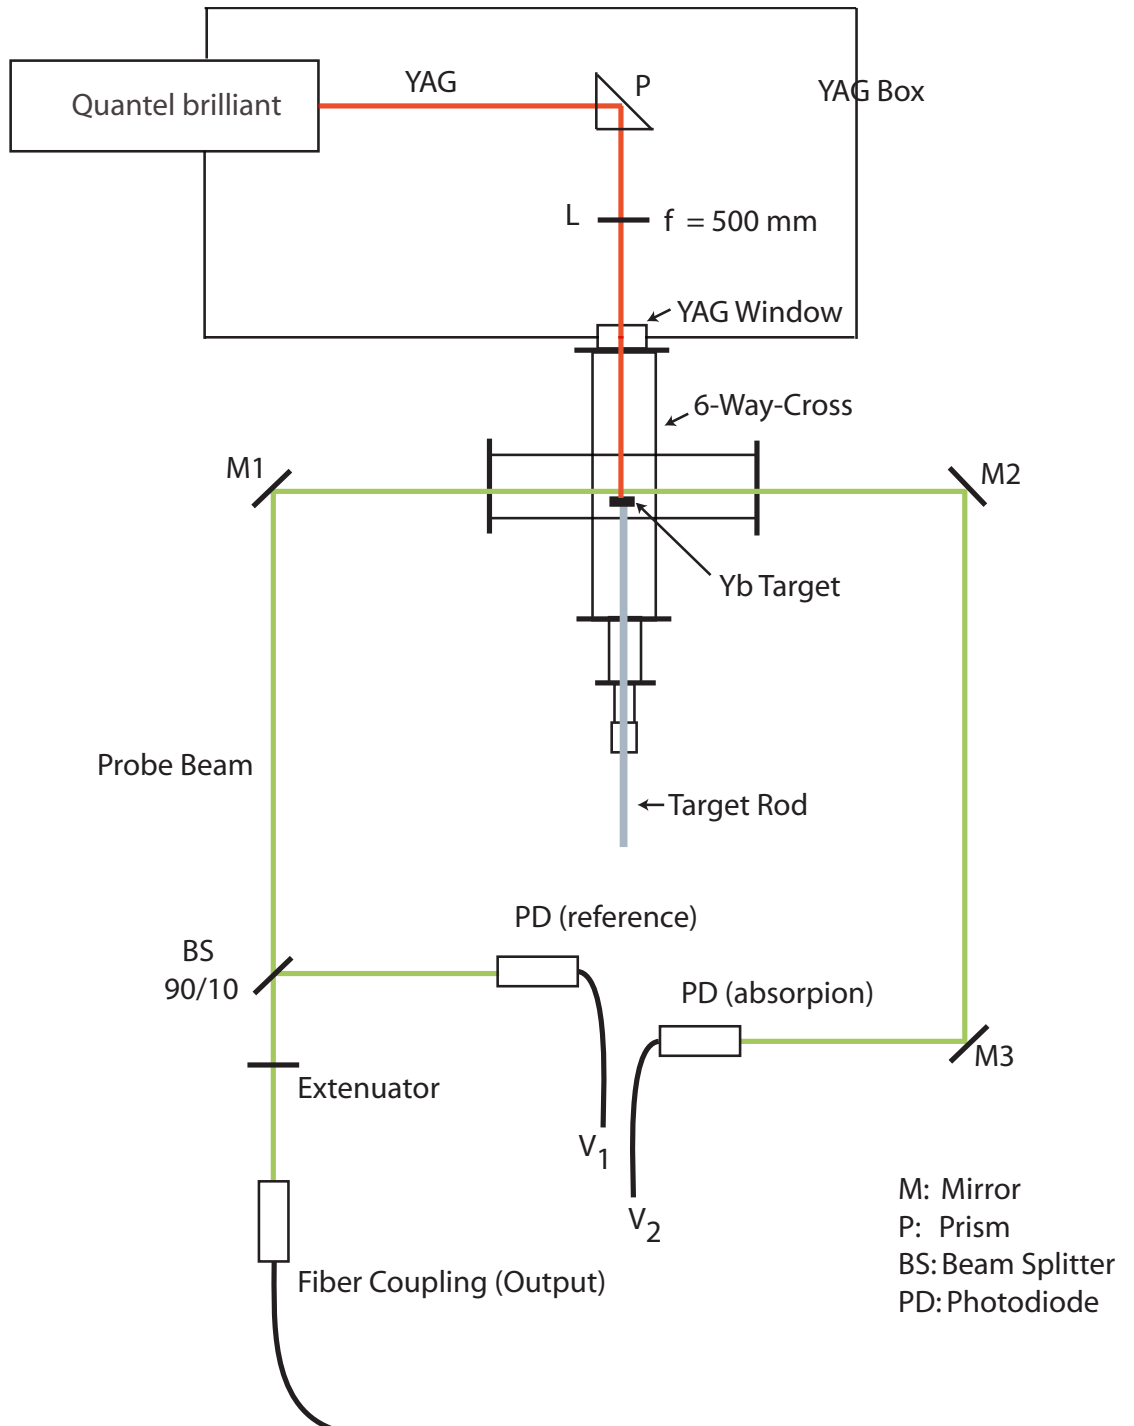 YAG
P
YAG Box
Quantel brilliant
L
f = 500 mm
YAG Window
6-Way-Cross
M1
M2
Yb Target
Probe Beam
Target Rod
PD (reference)
BS
90/10
PD (absorpion)
M3
Extenuator
V1
V2
M: Mirror
P: Prism
BS: Beam Splitter
PD: Photodiode
Fiber Coupling (Output)